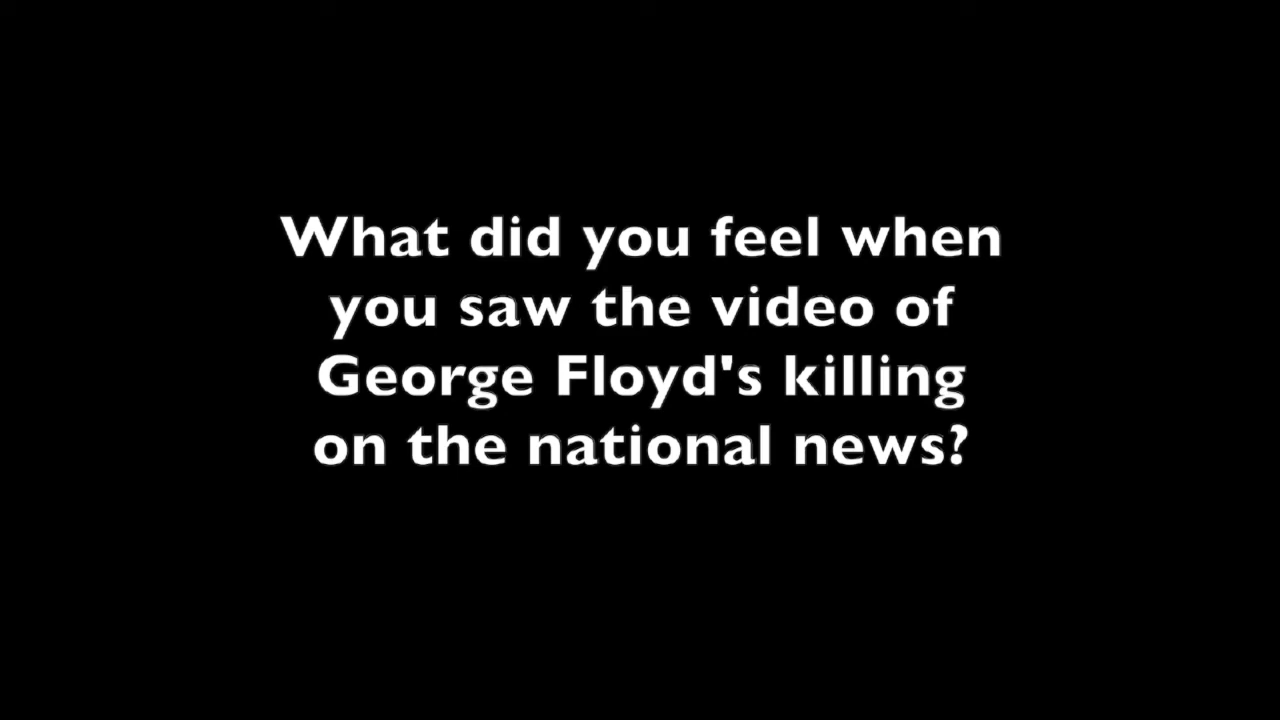 What did you feel when
you saw the video of
George Floyd's killing
on the national news?